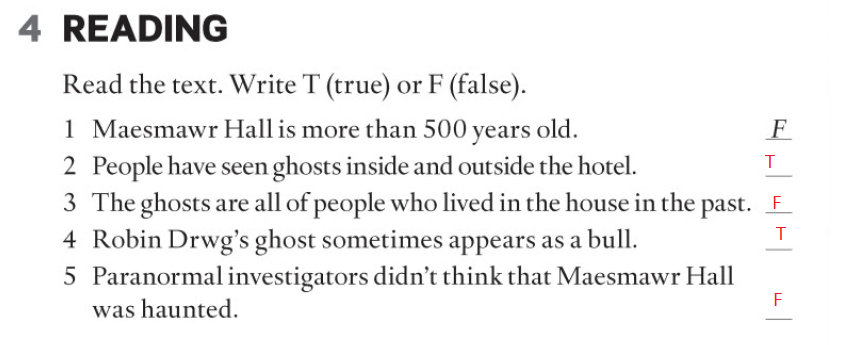 4 READING
Read the text. Write T (true) or F (false).
1 Maesmawr Hall is more than 500 years old. F
2 People have seen ghosts inside and outside the hotel. T
3 The ghosts are all of people who lived in the house in the past. F
4 Robin Drwg's ghost sometimes appears as a bull. T
5 Paranormal investigators didn't think that Maesmawr Hall
was haunted. F